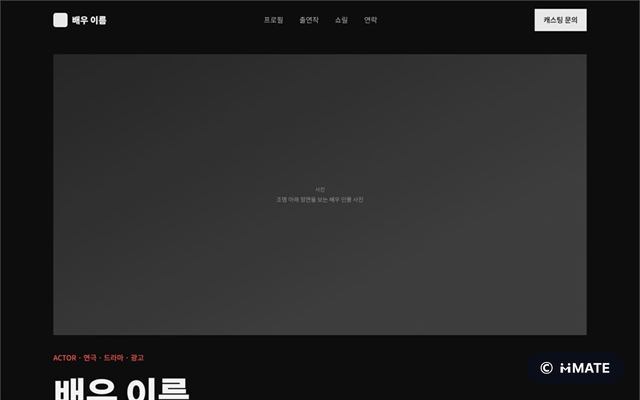 배우 이름
프로필 출연작 쇼릴 연락
캐스팅 문의
사진
조명 아래 정면을 보는 배우 인물 사진
ACTOR · 연극 · 드라마 · 광고
배우 이름
© MMATE